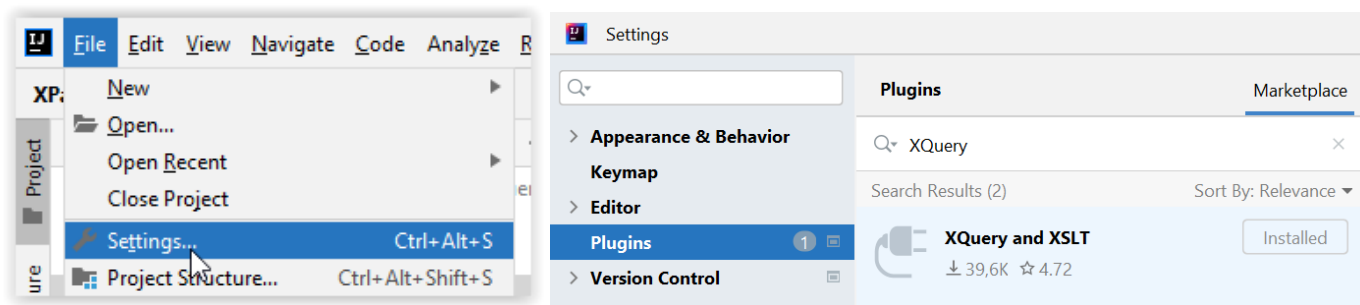 File Edit View Navigate Code Analyze R
XPa
New
Open...
Open Recent
Close Project
Settings... Ctrl+Alt+S
Project Structure... Ctrl+Alt+Shift+S
Project
ure
IJ Settings
Appearance & Behavior
Keymap
Editor
Plugins 1
Version Control
Plugins Marketplace
XQuery
Search Results (2) Sort By: Relevance
XQuery and XSLT Installed
39,6K 4.72